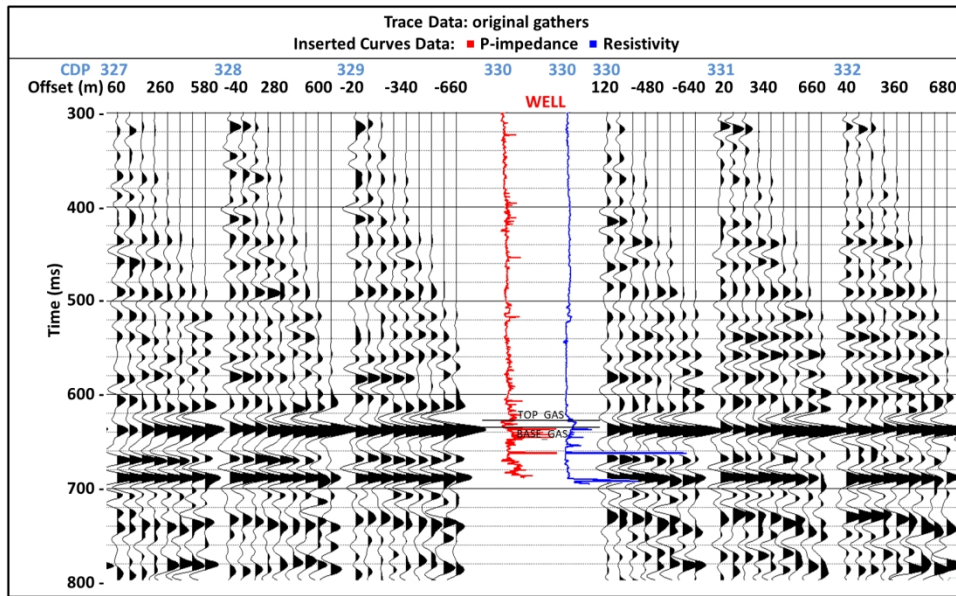 Trace Data: original gathers
Inserted Curves Data: P-impedance Resistivity
CDP 327 328 329 330 330 330 331 332
Offset (m) 60 260 580 -40 280 600 -20 -340 -660 120 -480 -640 20 340 660 40 360 680
WELL
300 -
400 -
500 -
600 -
TOP GAS
BASE GAS
700 -
800 -
Time (ms)